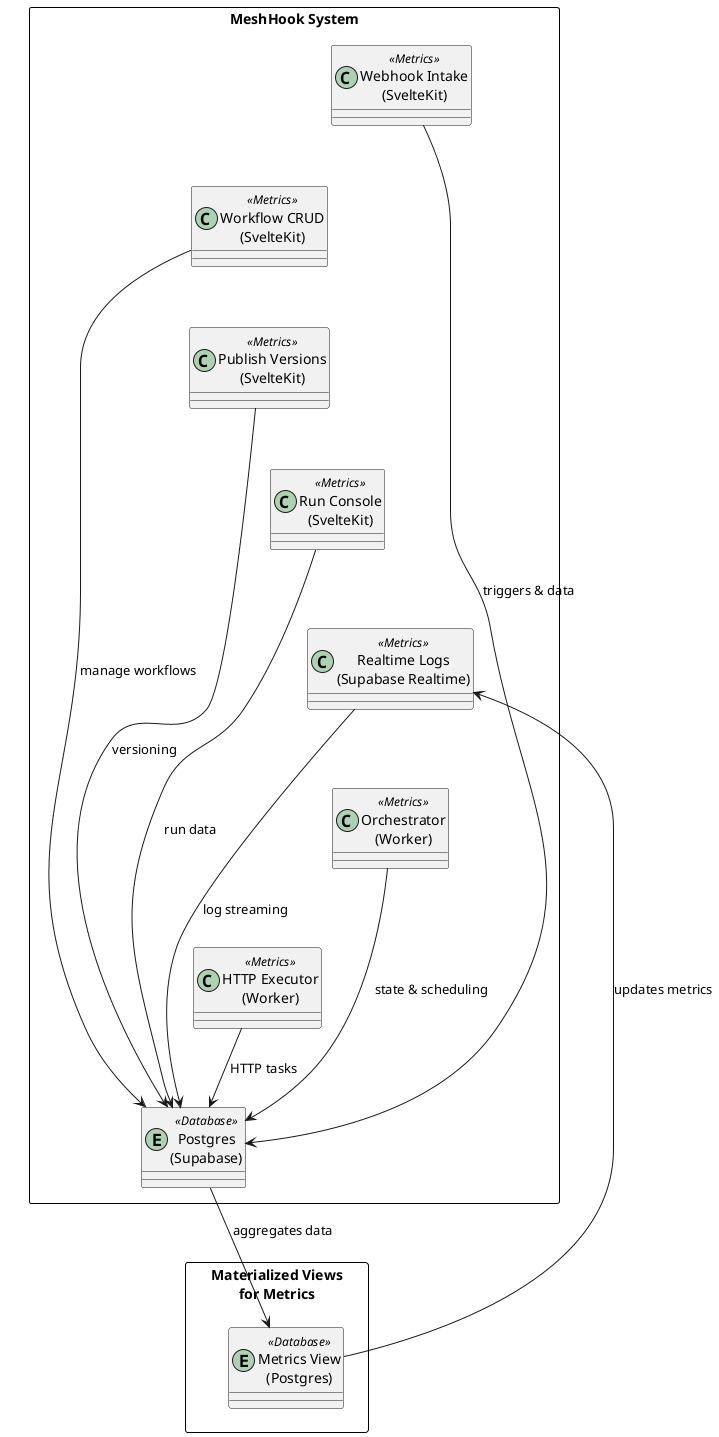 MeshHook System
«Metrics»
C
Webhook Intake
(SvelteKit)
«Metrics»
C
Workflow CRUD
(SvelteKit)
«Metrics»
C
Publish Versions
(SvelteKit)
«Metrics»
C
Run Console
(SvelteKit)
triggers & data
«Metrics»
C
Realtime Logs
(Supabase Realtime)
manage workflows
versioning
«Metrics»
C
Orchestrator
(Worker)
run data
log streaming
«Metrics»
C
HTTP Executor
(Worker)
state & scheduling
updates metrics
HTTP tasks
«Database»
E
Postgres
(Supabase)
aggregates data
Materialized Views
for Metrics
«Database»
E
Metrics View
(Postgres)